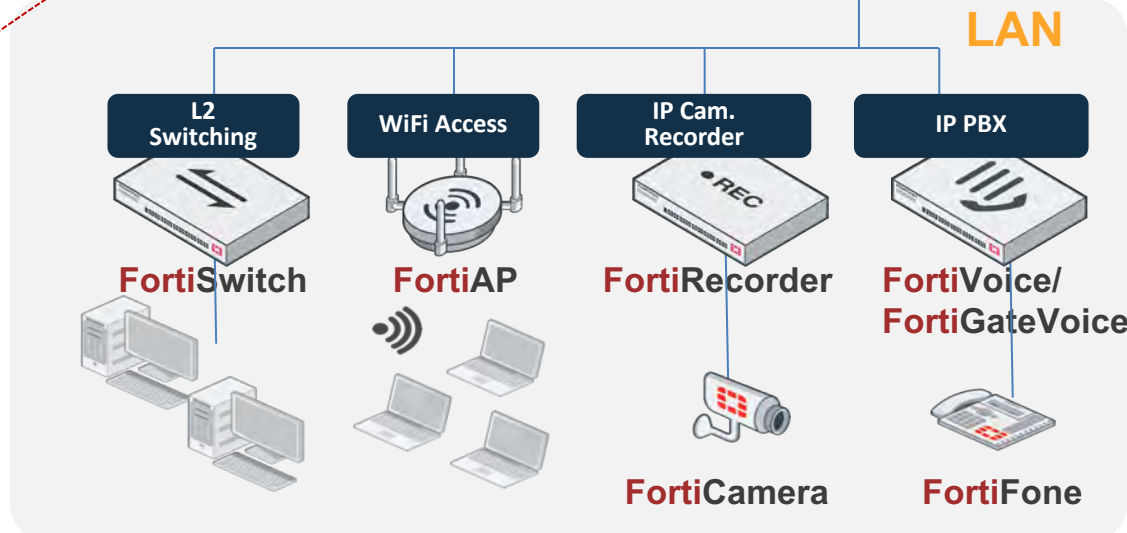 LAN
L2
Switching
WiFi Access
IP Cam.
Recorder
IP PBX
REC
FortiSwitch
FortiAP
FortiRecorder
FortiVoice/
FortiGateVoice
FortiCamera
FortiFone